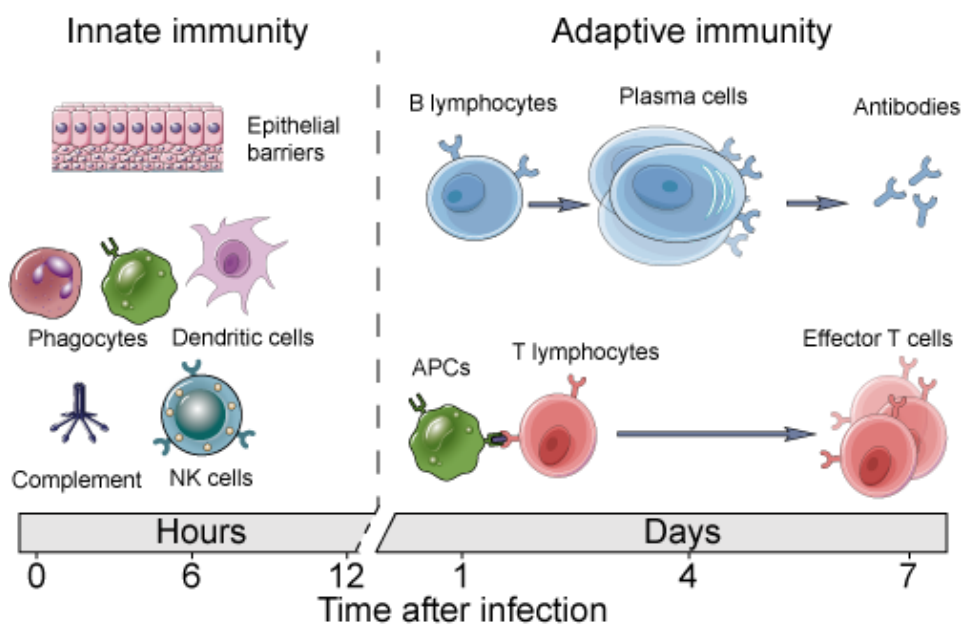 Innate immunity
Adaptive immunity
Epithelial
barriers
B lymphocytes
Plasma cells
Antibodies
Phagocytes
Dendritic cells
Complement
NK cells
APCs
T lymphocytes
Effector T cells
Hours
Days
0
6
12
1
4
7
Time after infection